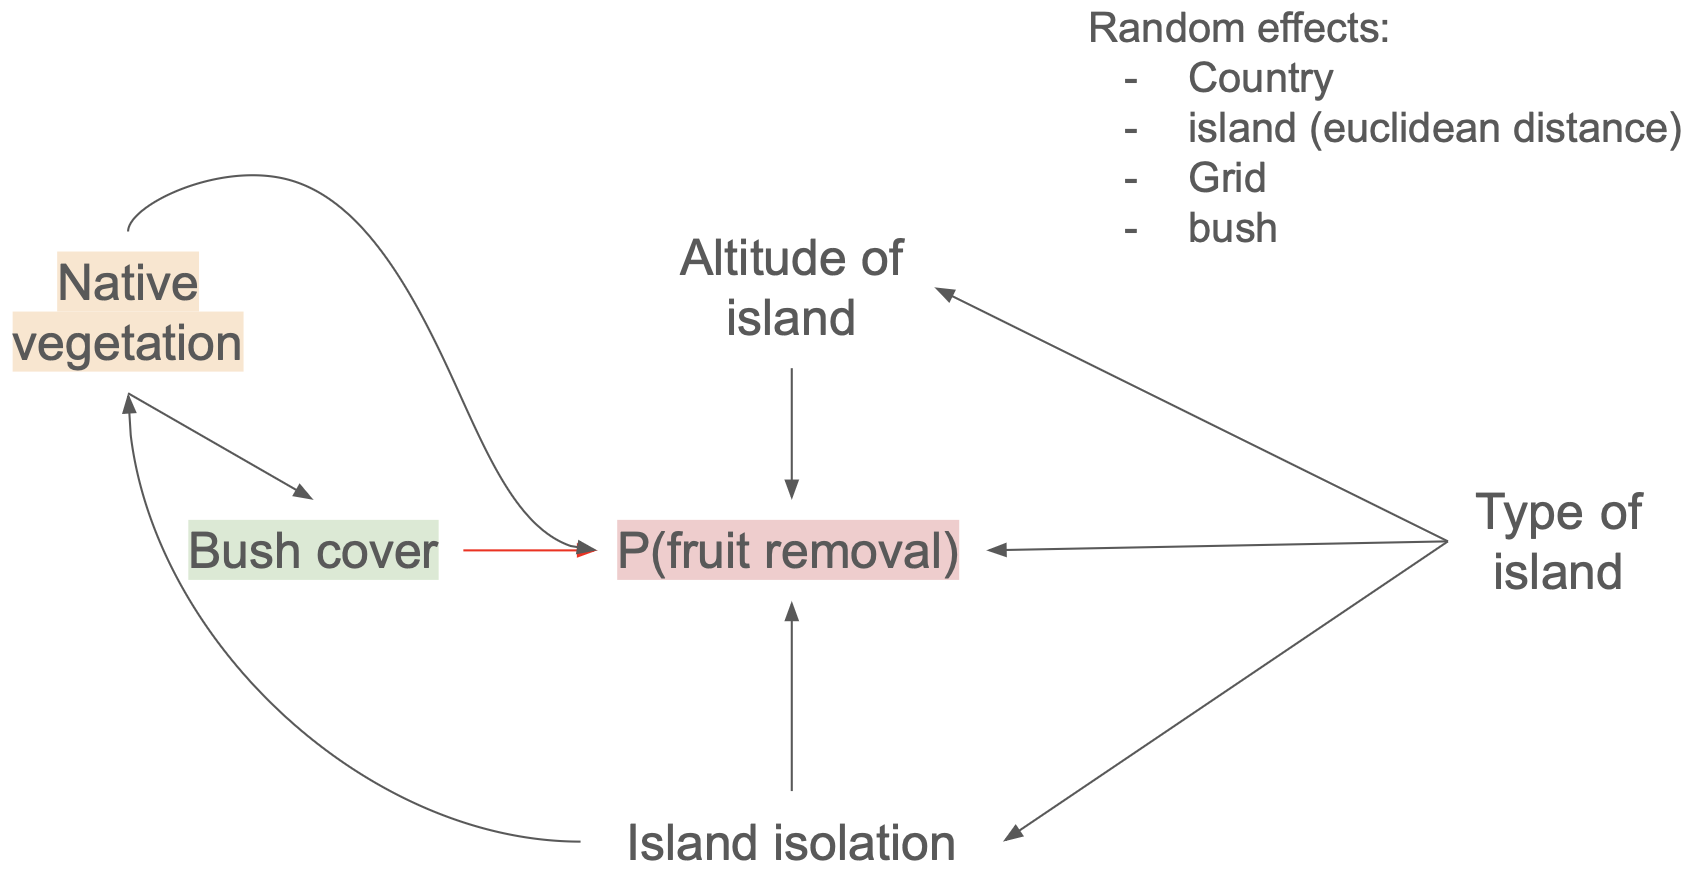 Random effects:
- Country
- island (euclidean distance)
- Grid
- bush
Altitude of
island
Native
vegetation
Type of
island
Bush cover
P(fruit removal)
Island isolation